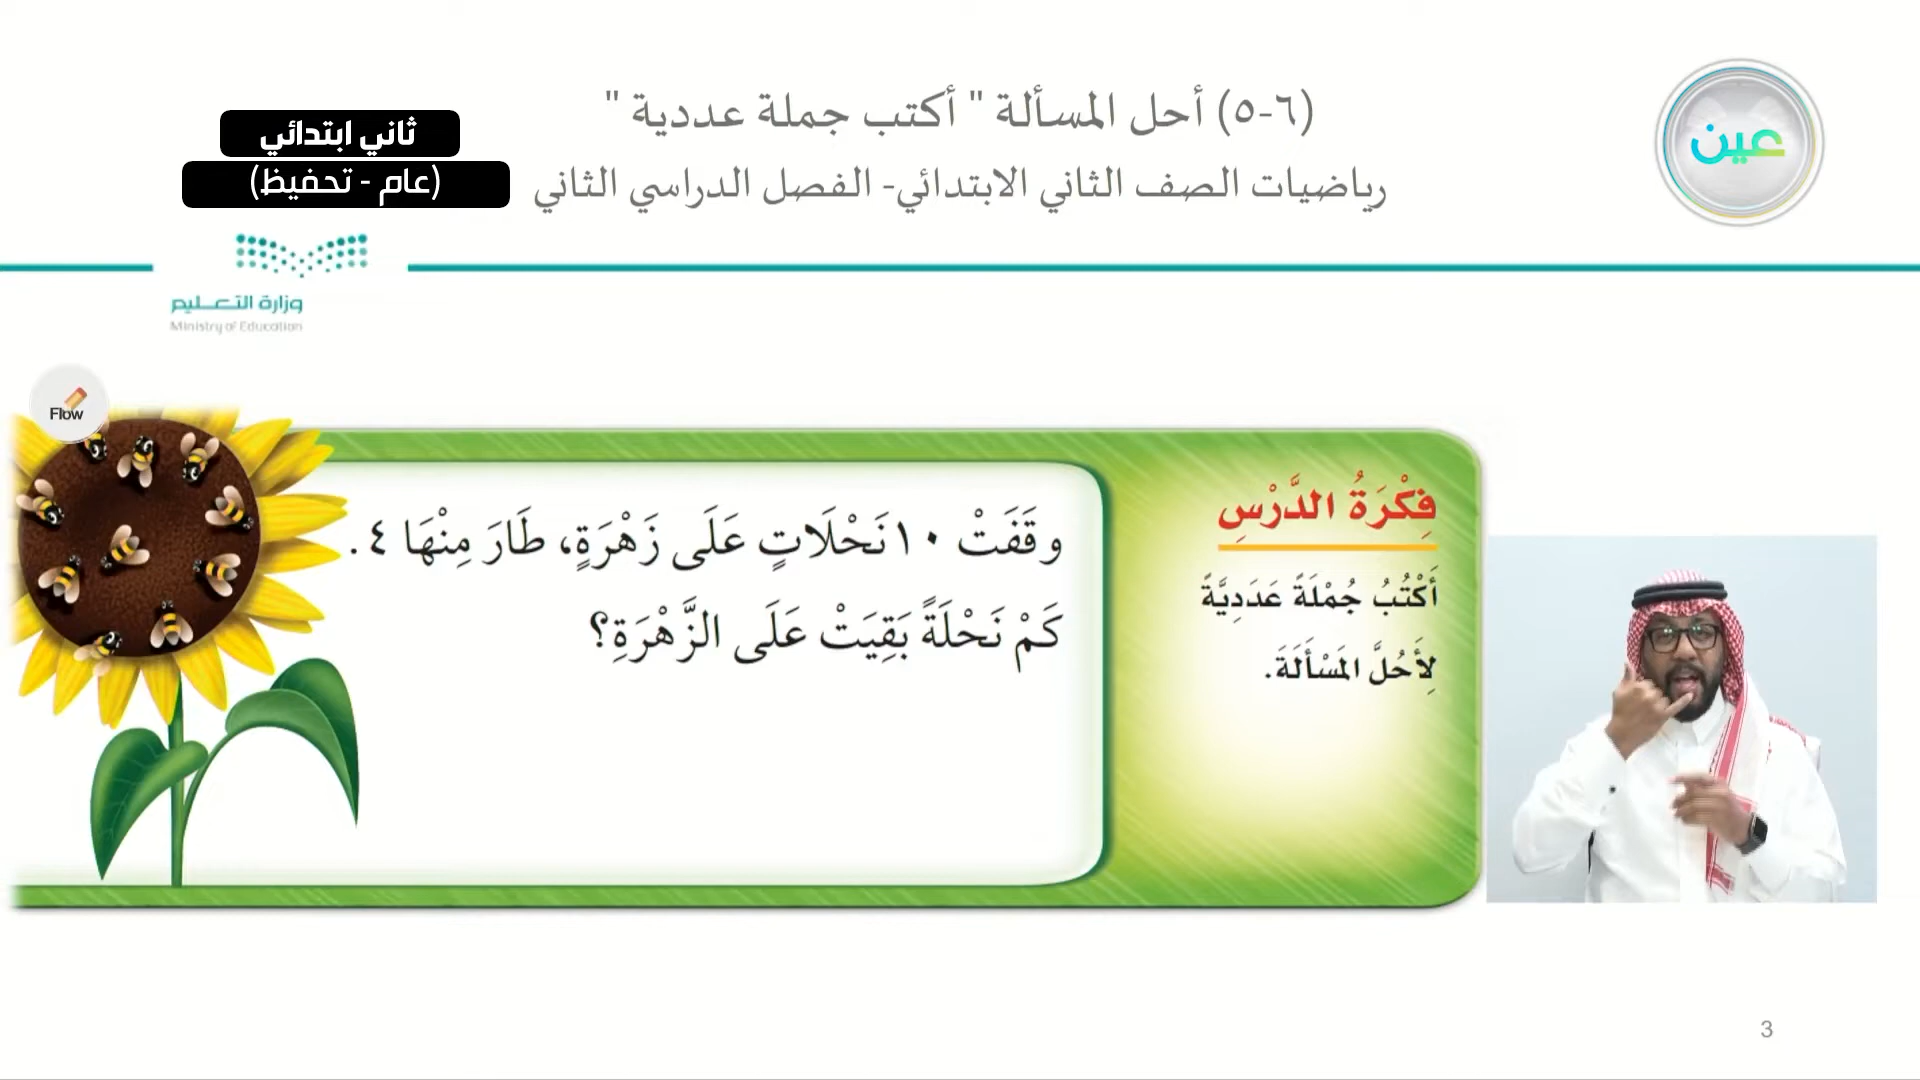 (٦-٥) أحل المسألة " أكتب جملة عددية "
رياضيات الصف الثاني الابتدائي- الفصل الدراسي الثاني
عين
ثاني ابتدائي
(عام - تحفيظ)
وزارة التعليم
Ministry of Education
Flow
فِكْرَةُ الدَّرْسِ
أَكْتُبُ جُمْلَةً عَدَدِيَّةً
لِأَحُلَّ المَسْأَلَةَ.
وقَفَتْ ١٠ نَحْلَاتٍ عَلَى زَهْرَةٍ، طَارَ مِنْهَا ٤.
كَمْ نَحْلَةً بَقِيَتْ عَلَى الزَّهْرَةِ؟
3